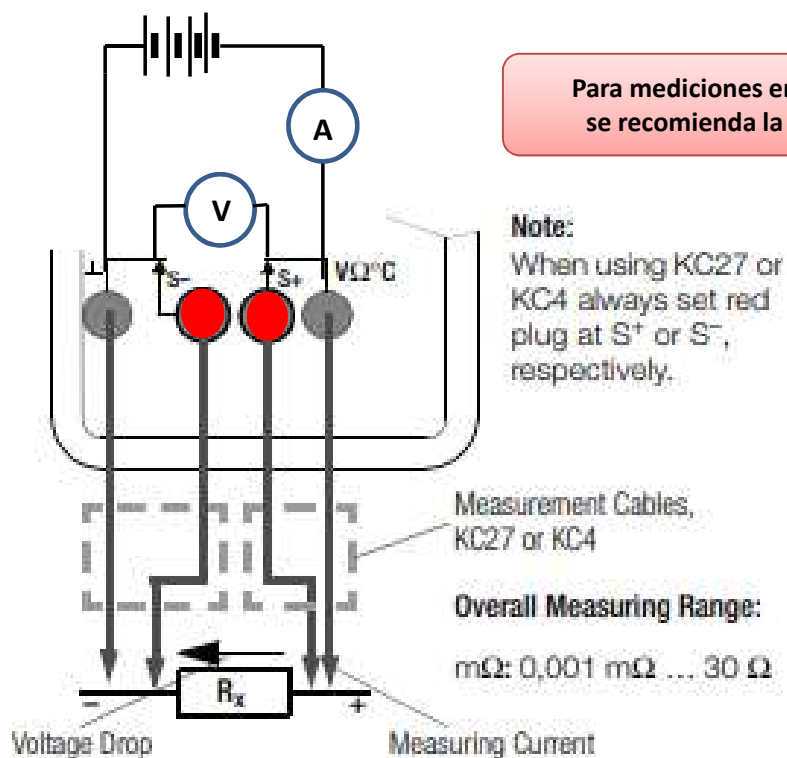 Para mediciones en
se recomienda la
A
V
Note:
When using KC27 or
KC4 always set red
plug at S⁺ or S⁻,
respectively.
⊥
S−
S+
VΩ°C
Measurement Cables,
KC27 or KC4
Overall Measuring Range:
mΩ: 0,001 mΩ ... 30 Ω
− Rₓ +
Voltage Drop
Measuring Current